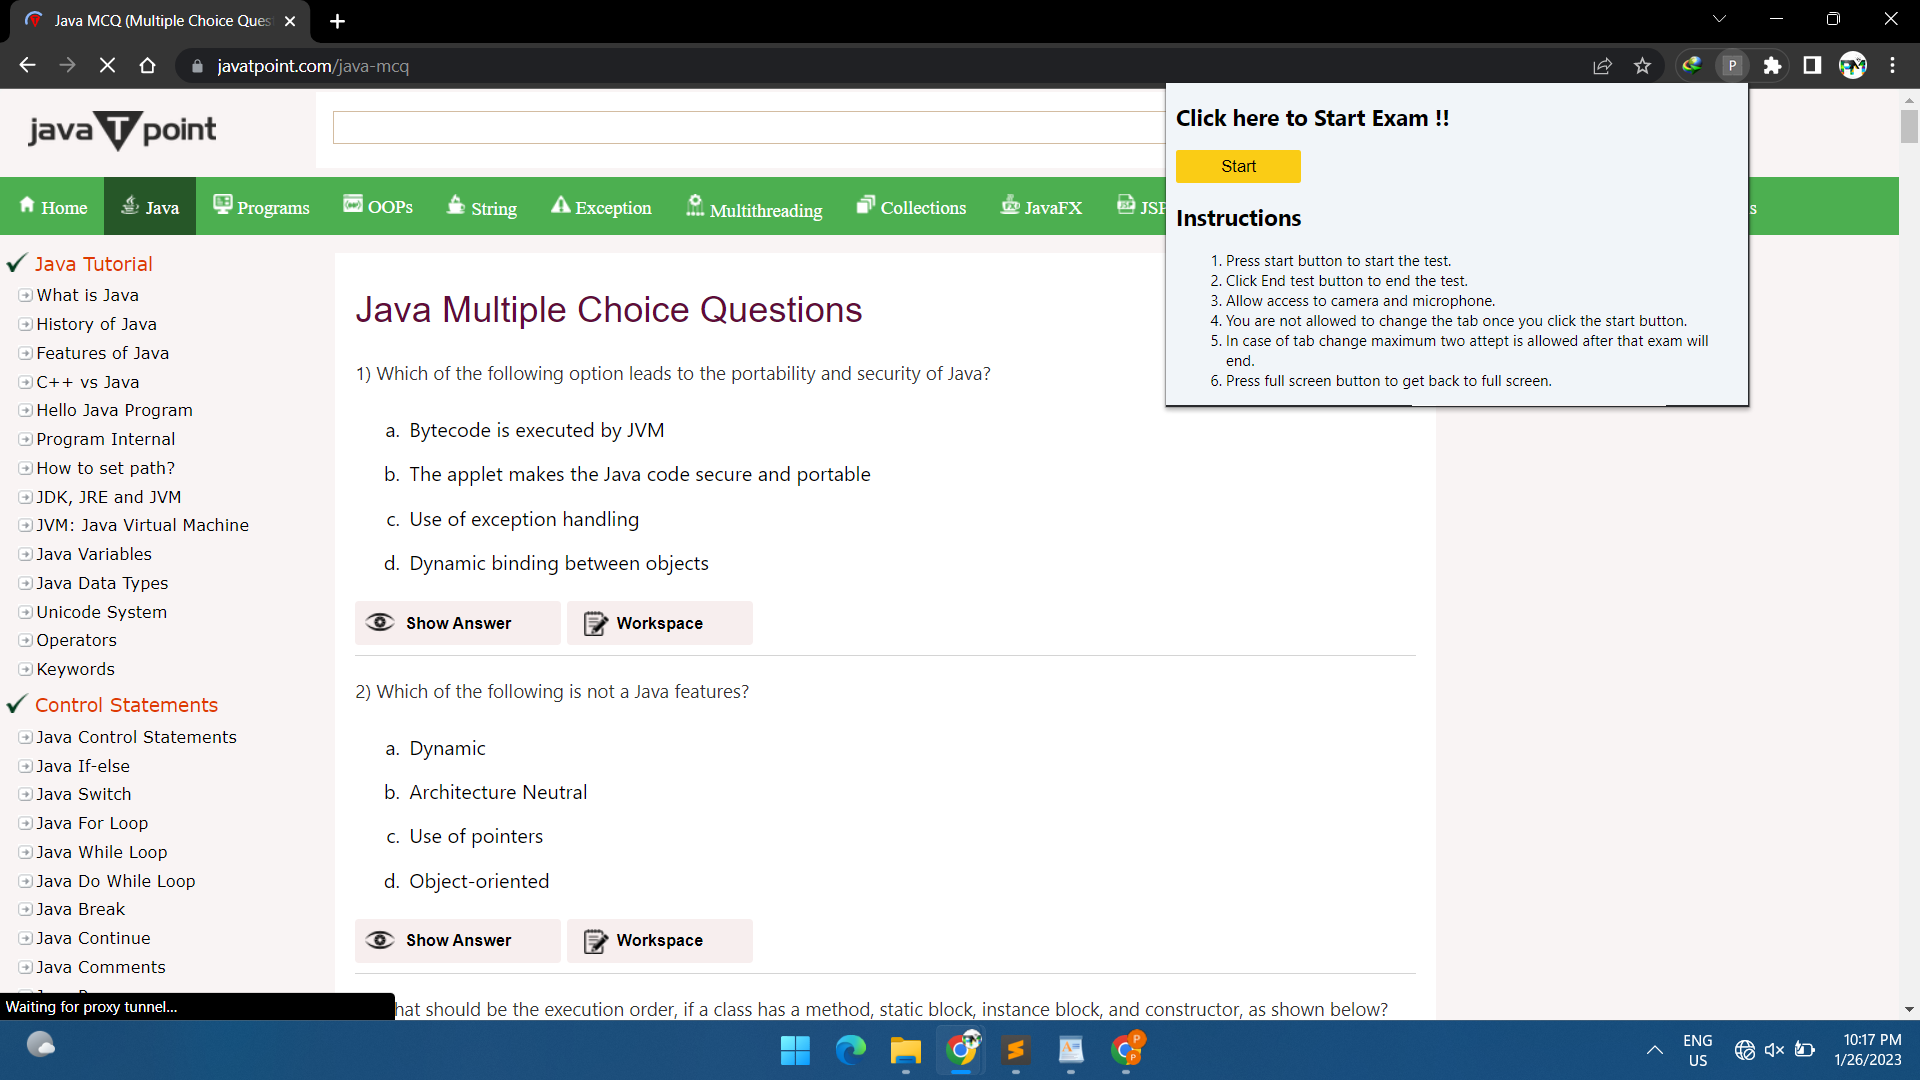 Java MCQ (Multiple Choice Ques
javatpoint.com/java-mcq
P
java T point
Home
Java
Programs
OOPs
String
Exception
Multithreading
Collections
JavaFX
JSP
s
Click here to Start Exam !!
Start
Instructions
1. Press start button to start the test.
2. Click End test button to end the test.
3. Allow access to camera and microphone.
4. You are not allowed to change the tab once you click the start button.
5. In case of tab change maximum two attept is allowed after that exam will
end.
6. Press full screen button to get back to full screen.
Java Tutorial
What is Java
History of Java
Features of Java
C++ vs Java
Hello Java Program
Program Internal
How to set path?
JDK, JRE and JVM
JVM: Java Virtual Machine
Java Variables
Java Data Types
Unicode System
Operators
Keywords
Control Statements
Java Control Statements
Java If-else
Java Switch
Java For Loop
Java While Loop
Java Do While Loop
Java Break
Java Continue
Java Comments
Java Multiple Choice Questions
1) Which of the following option leads to the portability and security of Java?
a. Bytecode is executed by JVM
b. The applet makes the Java code secure and portable
c. Use of exception handling
d. Dynamic binding between objects
Show Answer
Workspace
2) Which of the following is not a Java features?
a. Dynamic
b. Architecture Neutral
c. Use of pointers
d. Object-oriented
Show Answer
Workspace
hat should be the execution order, if a class has a method, static block, instance block, and constructor, as shown below?
Waiting for proxy tunnel...
P
P
ENG
US
10:17 PM
1/26/2023